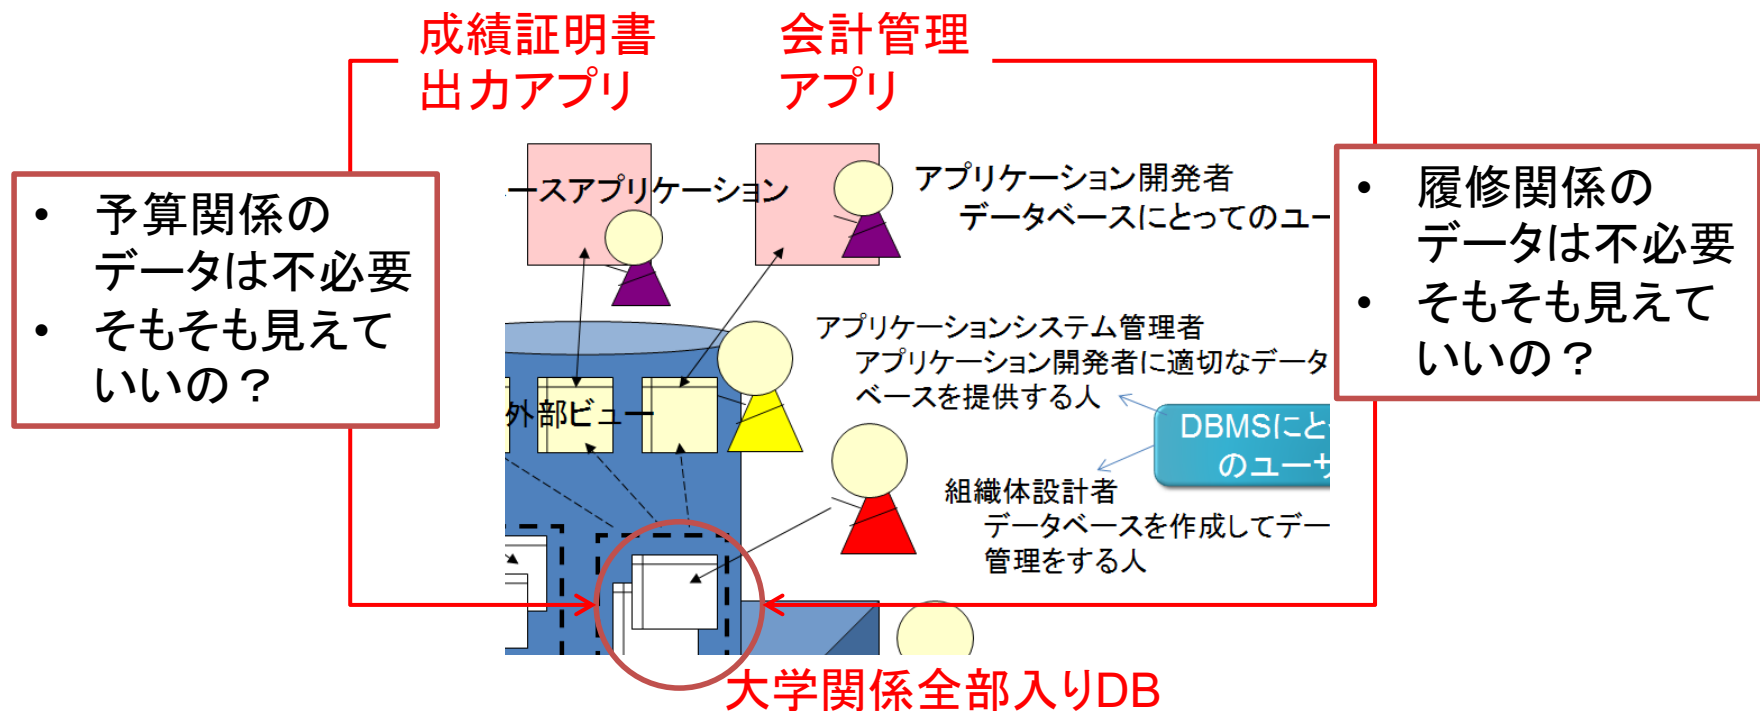 成績証明書
出力アプリ
会計管理
アプリ
• 予算関係の
データは不必要
• そもそも見えて
いいの？
ースアプリケーション
アプリケーション開発者
データベースにとってのユー
• 履修関係の
データは不必要
• そもそも見えて
いいの？
アプリケーションシステム管理者
アプリケーション開発者に適切なデータ
ベースを提供する人
外部ビュー
DBMSにと
のユー
組織体設計者
データベースを作成してデー
管理をする人
大学関係全部入りDB